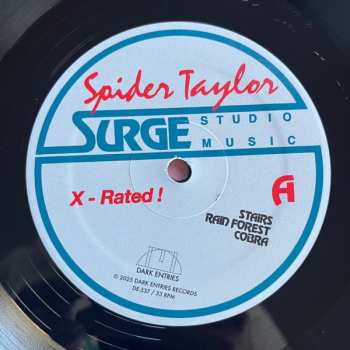 Spider Taylor
SURGE STUDIO MUSIC
X - Rated !
A
STAIRS
RAIN FOREST
COBRA
DARK ENTRIES
© 2025 DARK ENTRIES RECORDS
DE-337 / 33 RPM